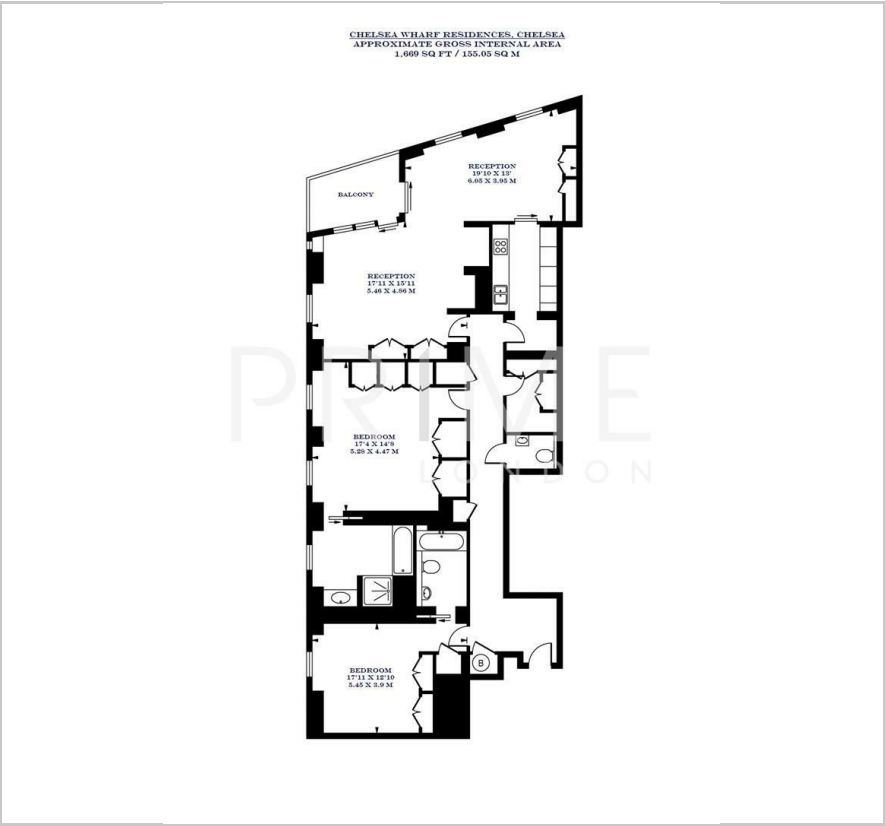 CHELSEA WHARF RESIDENCES, CHELSEA
APPROXIMATE GROSS INTERNAL AREA
1,669 SQ FT / 155.05 SQ M
RECEPTION
19'10 X 13'
6.05 X 3.95 M
BALCONY
RECEPTION
17'11 X 15'11
5.46 X 4.86 M
PRIME
LONDON
BEDROOM
17'4 X 14'8
5.28 X 4.47 M
BEDROOM
17'11 X 12'10
5.45 X 3.9 M
B